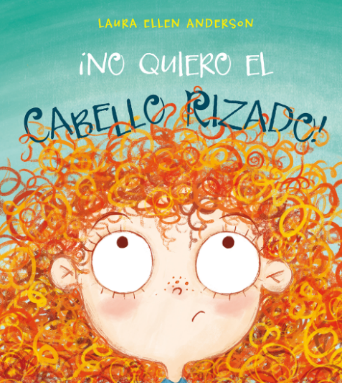 LAURA ELLEN ANDERSON
¡NO QUIERO EL
CABELLO RIZADO!